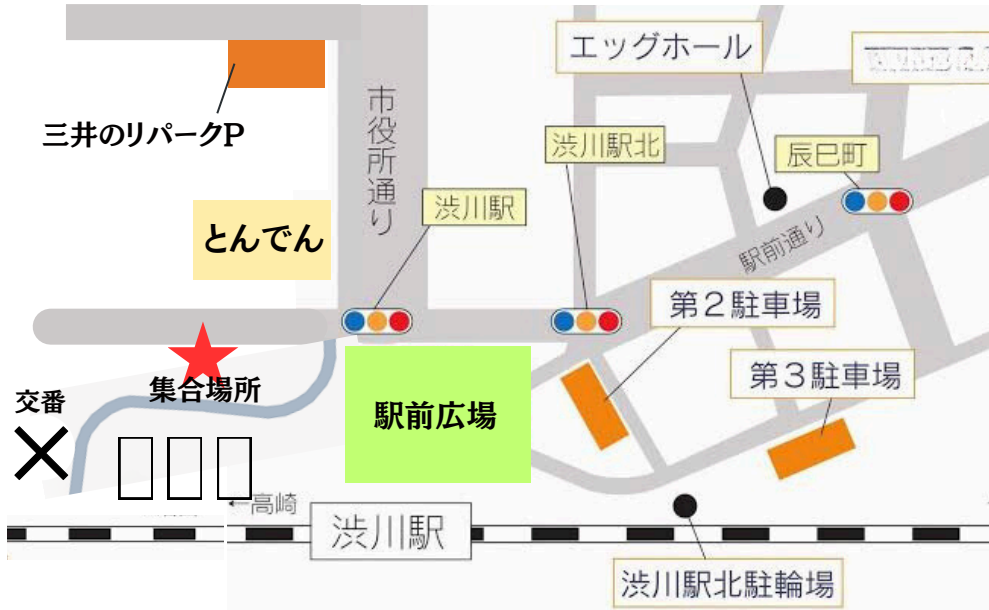 エッグホール
三井のリパークP
市役所通り
渋川駅北
辰巳町
渋川駅
とんでん
駅前通り
第2駐車場
第3駐車場
集合場所
交番
駅前広場
←高崎
渋川駅
渋川駅北駐輪場